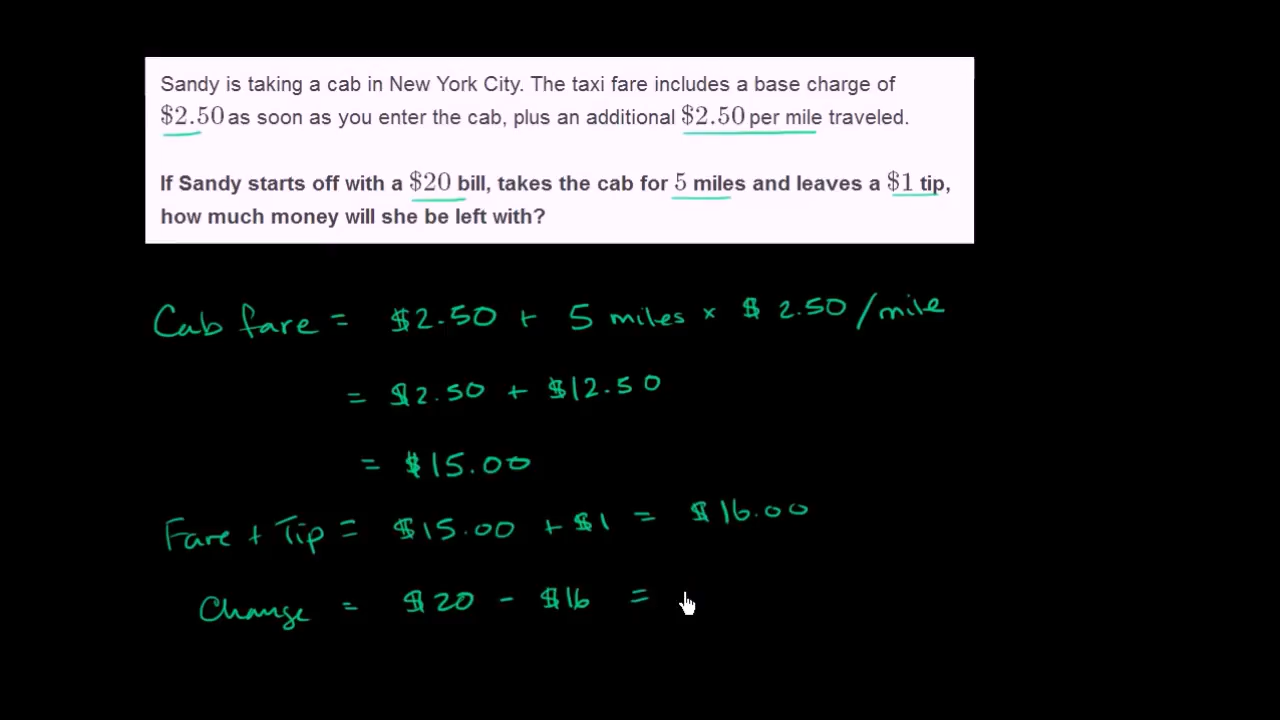 Sandy is taking a cab in New York City. The taxi fare includes a base charge of
$2.50 as soon as you enter the cab, plus an additional $2.50 per mile traveled.
If Sandy starts off with a $20 bill, takes the cab for 5 miles and leaves a $1 tip,
how much money will she be left with?
Cab fare = $2.50 + 5 miles × $2.50/mile
= $2.50 + $12.50
= $15.00
Fare + Tip = $15.00 + $1 = $16.00
Change = $20 - $16 =